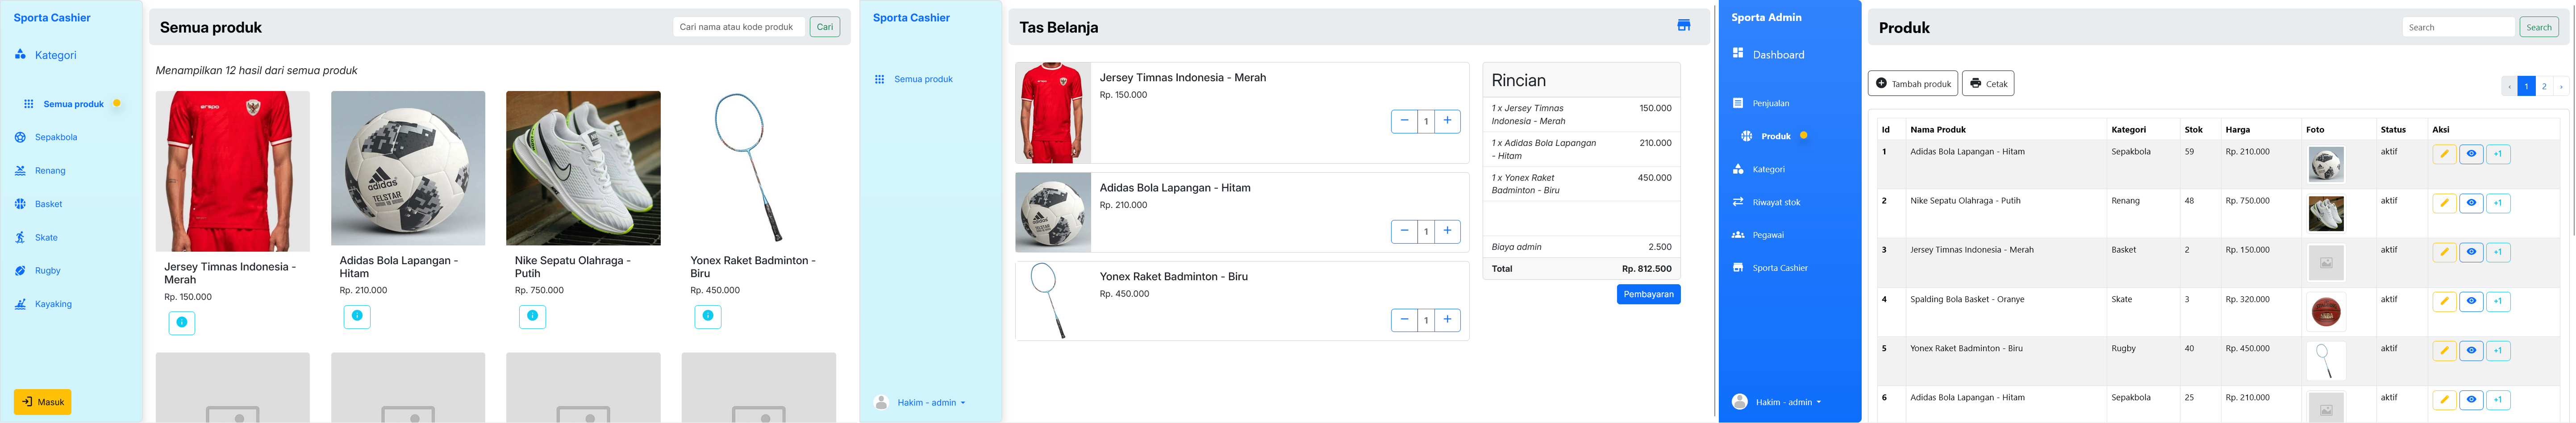 Sporta Cashier
Kategori
Semua produk
Sepakbola
Renang
Basket
Skate
Rugby
Kayaking
Masuk
Semua produk
Cari nama atau kode produk
Cari
Menampilkan 12 hasil dari semua produk
erspo
adidas
TELSTAR
Jersey Timnas Indonesia -
Merah
Rp. 150.000
Adidas Bola Lapangan -
Hitam
Rp. 210.000
Nike Sepatu Olahraga -
Putih
Rp. 750.000
Yonex Raket Badminton -
Biru
Rp. 450.000
Sporta Cashier
Semua produk
Hakim - admin
Tas Belanja
Jersey Timnas Indonesia - Merah
Rp. 150.000
1
adidas
TELSTAR
Adidas Bola Lapangan - Hitam
Rp. 210.000
1
Yonex Raket Badminton - Biru
Rp. 450.000
1
Rincian
1 x Jersey Timnas 150.000
Indonesia - Merah
1 x Adidas Bola Lapangan 210.000
- Hitam
1 x Yonex Raket 450.000
Badminton - Biru
Biaya admin 2.500
Total Rp. 812.500
Pembayaran
Sporta Admin
Dashboard
Penjualan
Produk
Kategori
Riwayat stok
Pegawai
Sporta Cashier
Hakim - admin
Produk
Search
Search
Tambah produk
Cetak
‹ 1 2 ›
Id Nama Produk Kategori Stok Harga Foto Status Aksi
1 Adidas Bola Lapangan - Hitam Sepakbola 59 Rp. 210.000 aktif +1
2 Nike Sepatu Olahraga - Putih Renang 48 Rp. 750.000 aktif +1
3 Jersey Timnas Indonesia - Merah Basket 2 Rp. 150.000 aktif +1
4 Spalding Bola Basket - Oranye Skate 3 Rp. 320.000 aktif +1
5 Yonex Raket Badminton - Biru Rugby 40 Rp. 450.000 aktif +1
6 Adidas Bola Lapangan - Hitam Sepakbola 25 Rp. 210.000 aktif +1